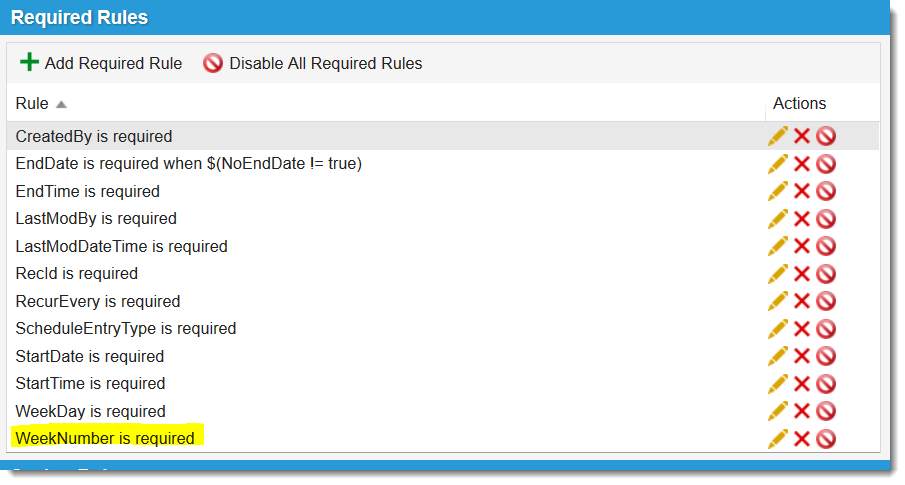 Required Rules
Add Required Rule Disable All Required Rules
Rule Actions
CreatedBy is required
EndDate is required when $(NoEndDate != true)
EndTime is required
LastModBy is required
LastModDateTime is required
RecId is required
RecurEvery is required
ScheduleEntryType is required
StartDate is required
StartTime is required
WeekDay is required
WeekNumber is required